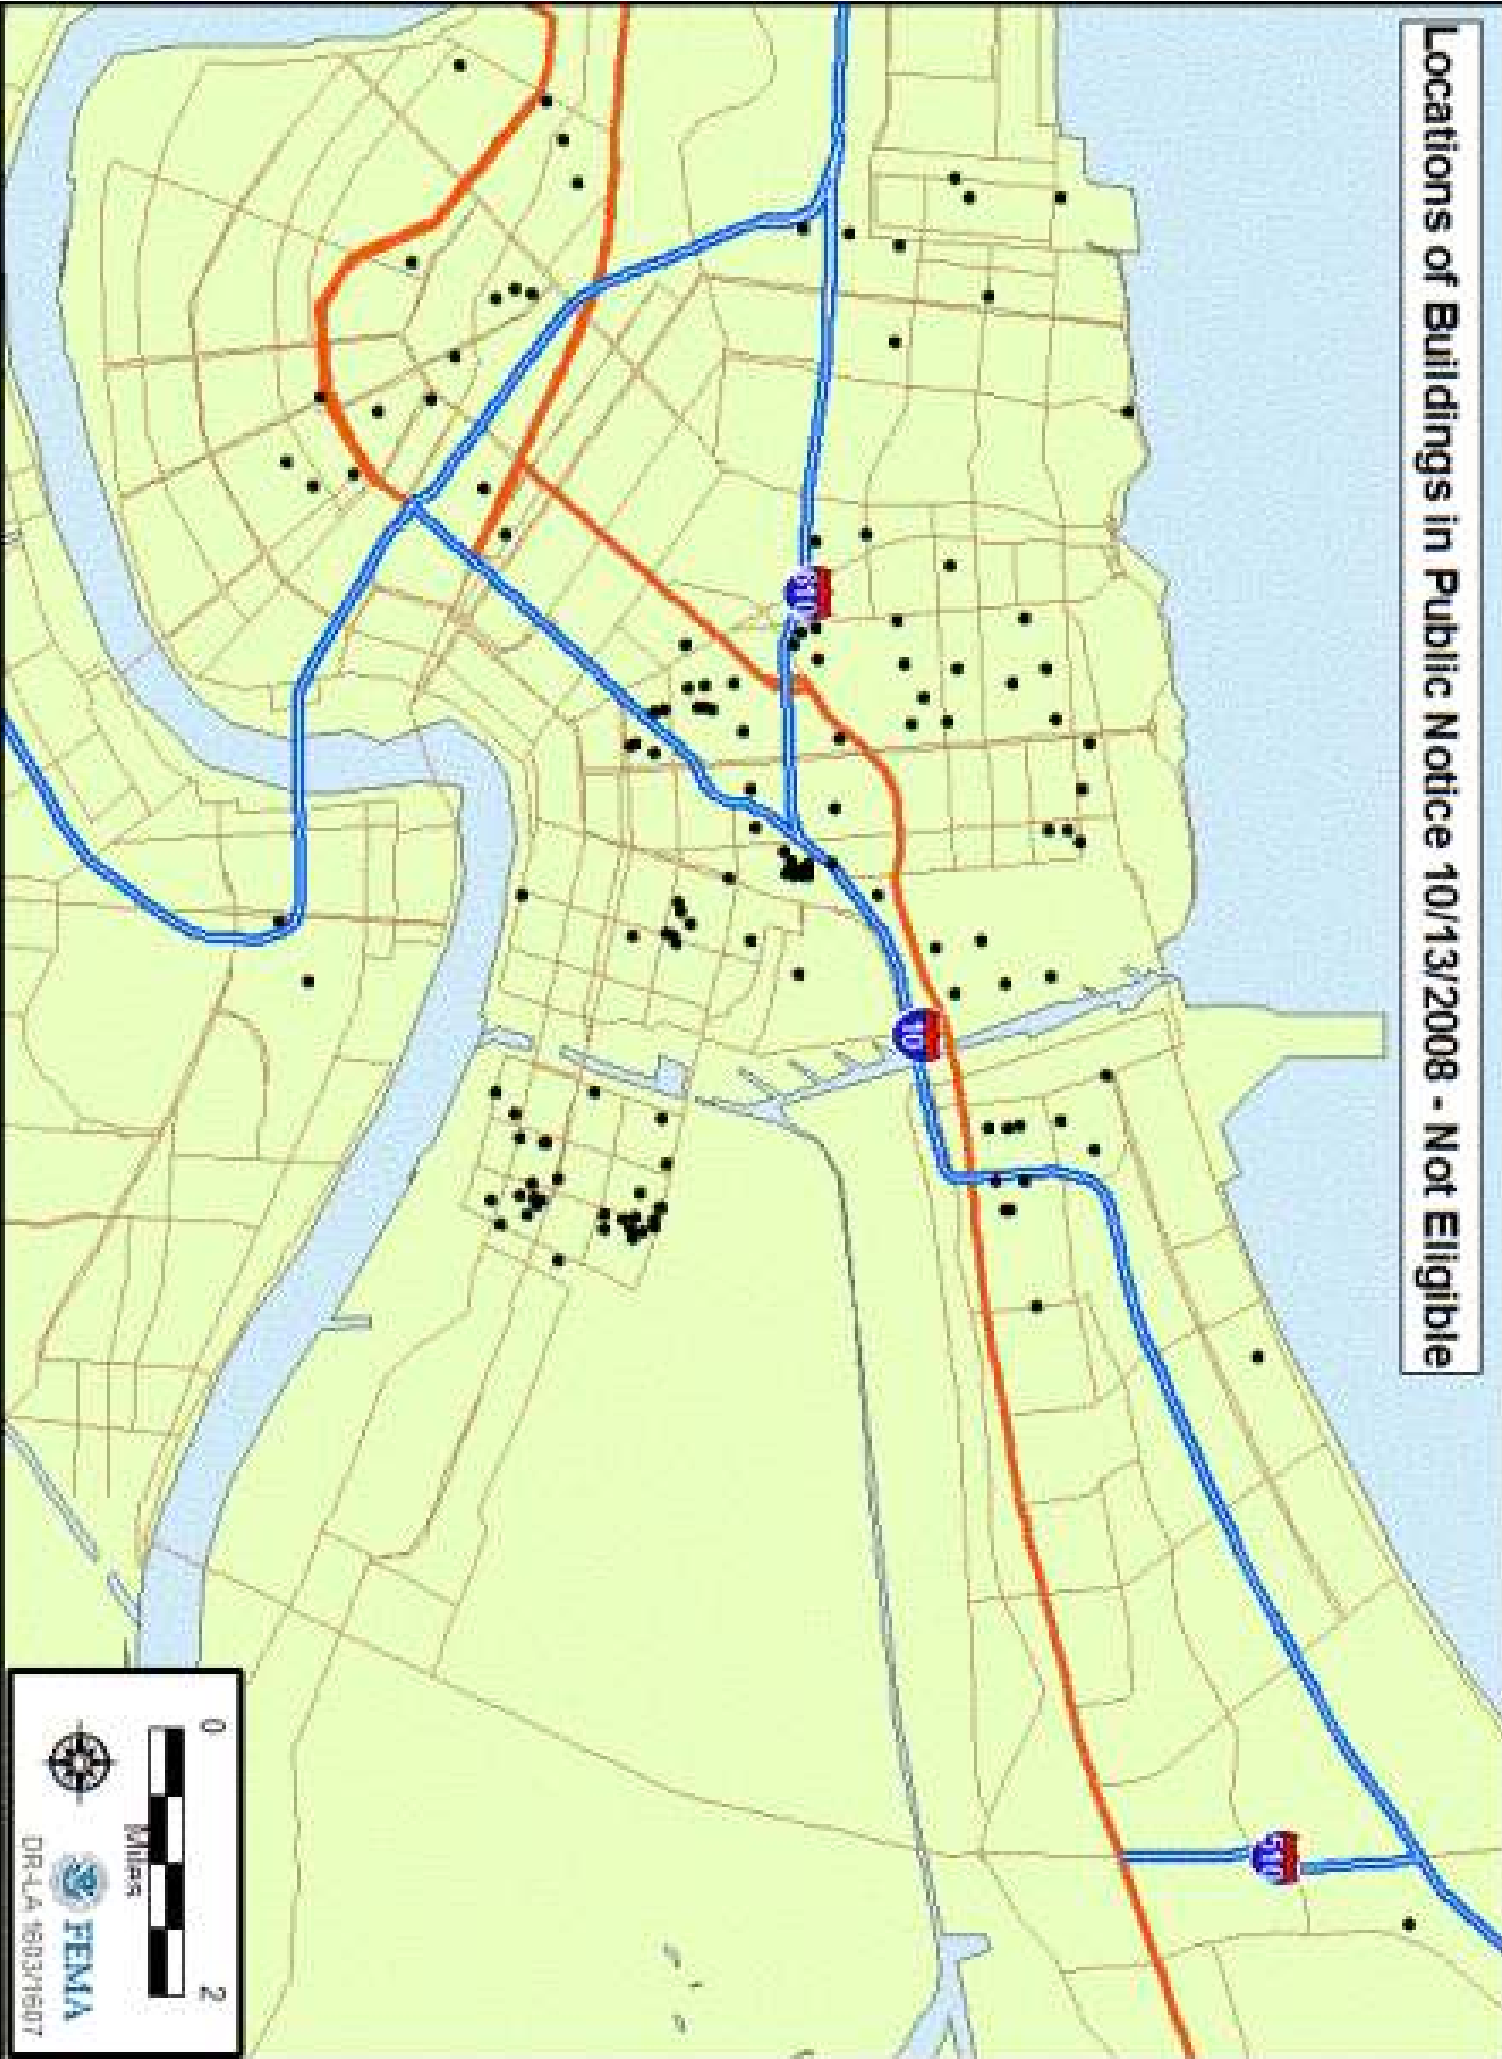 Locations of Buildings in Public Notice 10/13/2008 - Not Eligible
610
10
510
0 2
Miles
FEMA
DR-LA 1603/1607